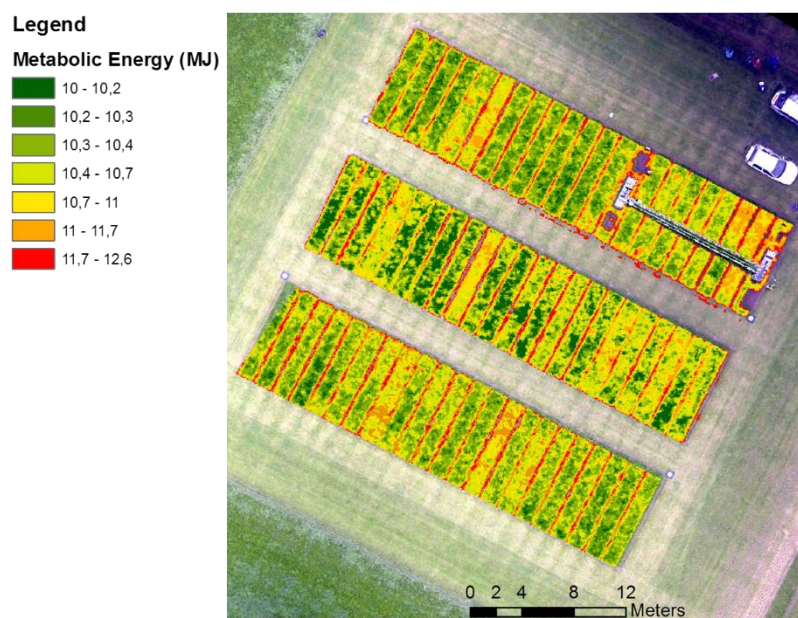 Legend
Metabolic Energy (MJ)
10 - 10,2
10,2 - 10,3
10,3 - 10,4
10,4 - 10,7
10,7 - 11
11 - 11,7
11,7 - 12,6
0 2 4 8 12
Meters